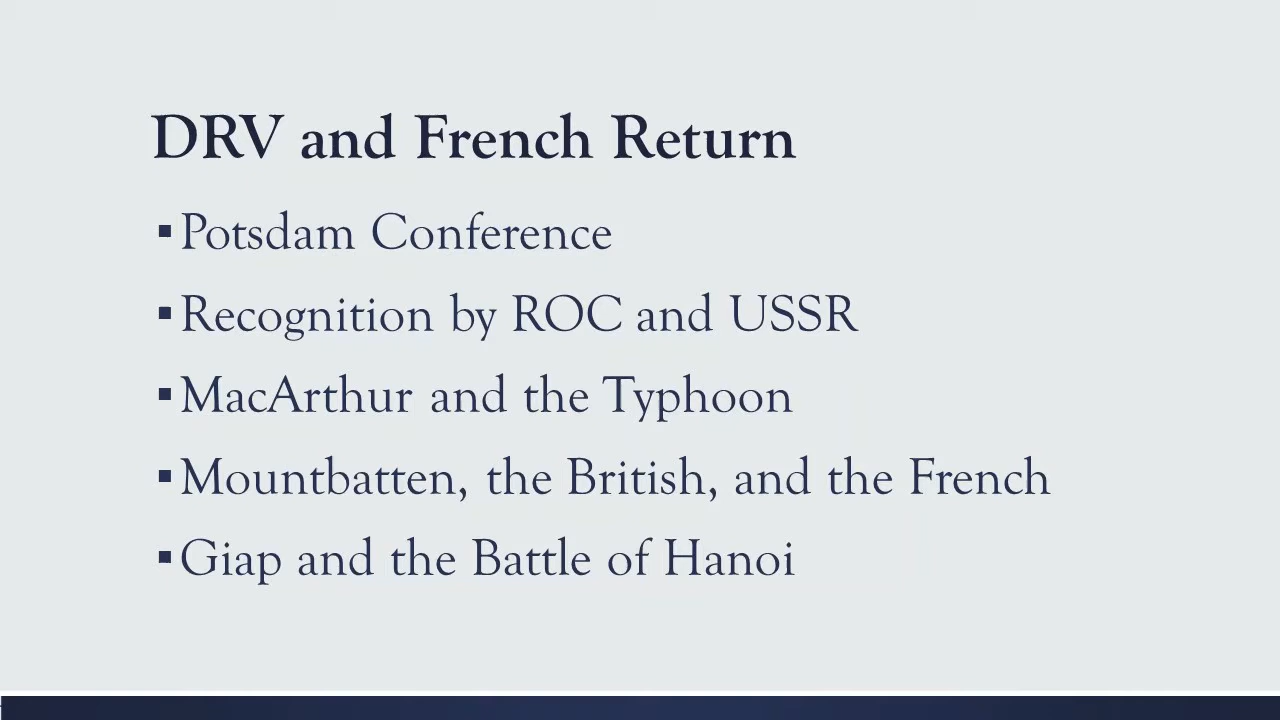 DRV and French Return
▪Potsdam Conference
▪Recognition by ROC and USSR
▪MacArthur and the Typhoon
▪Mountbatten, the British, and the French
▪Giap and the Battle of Hanoi